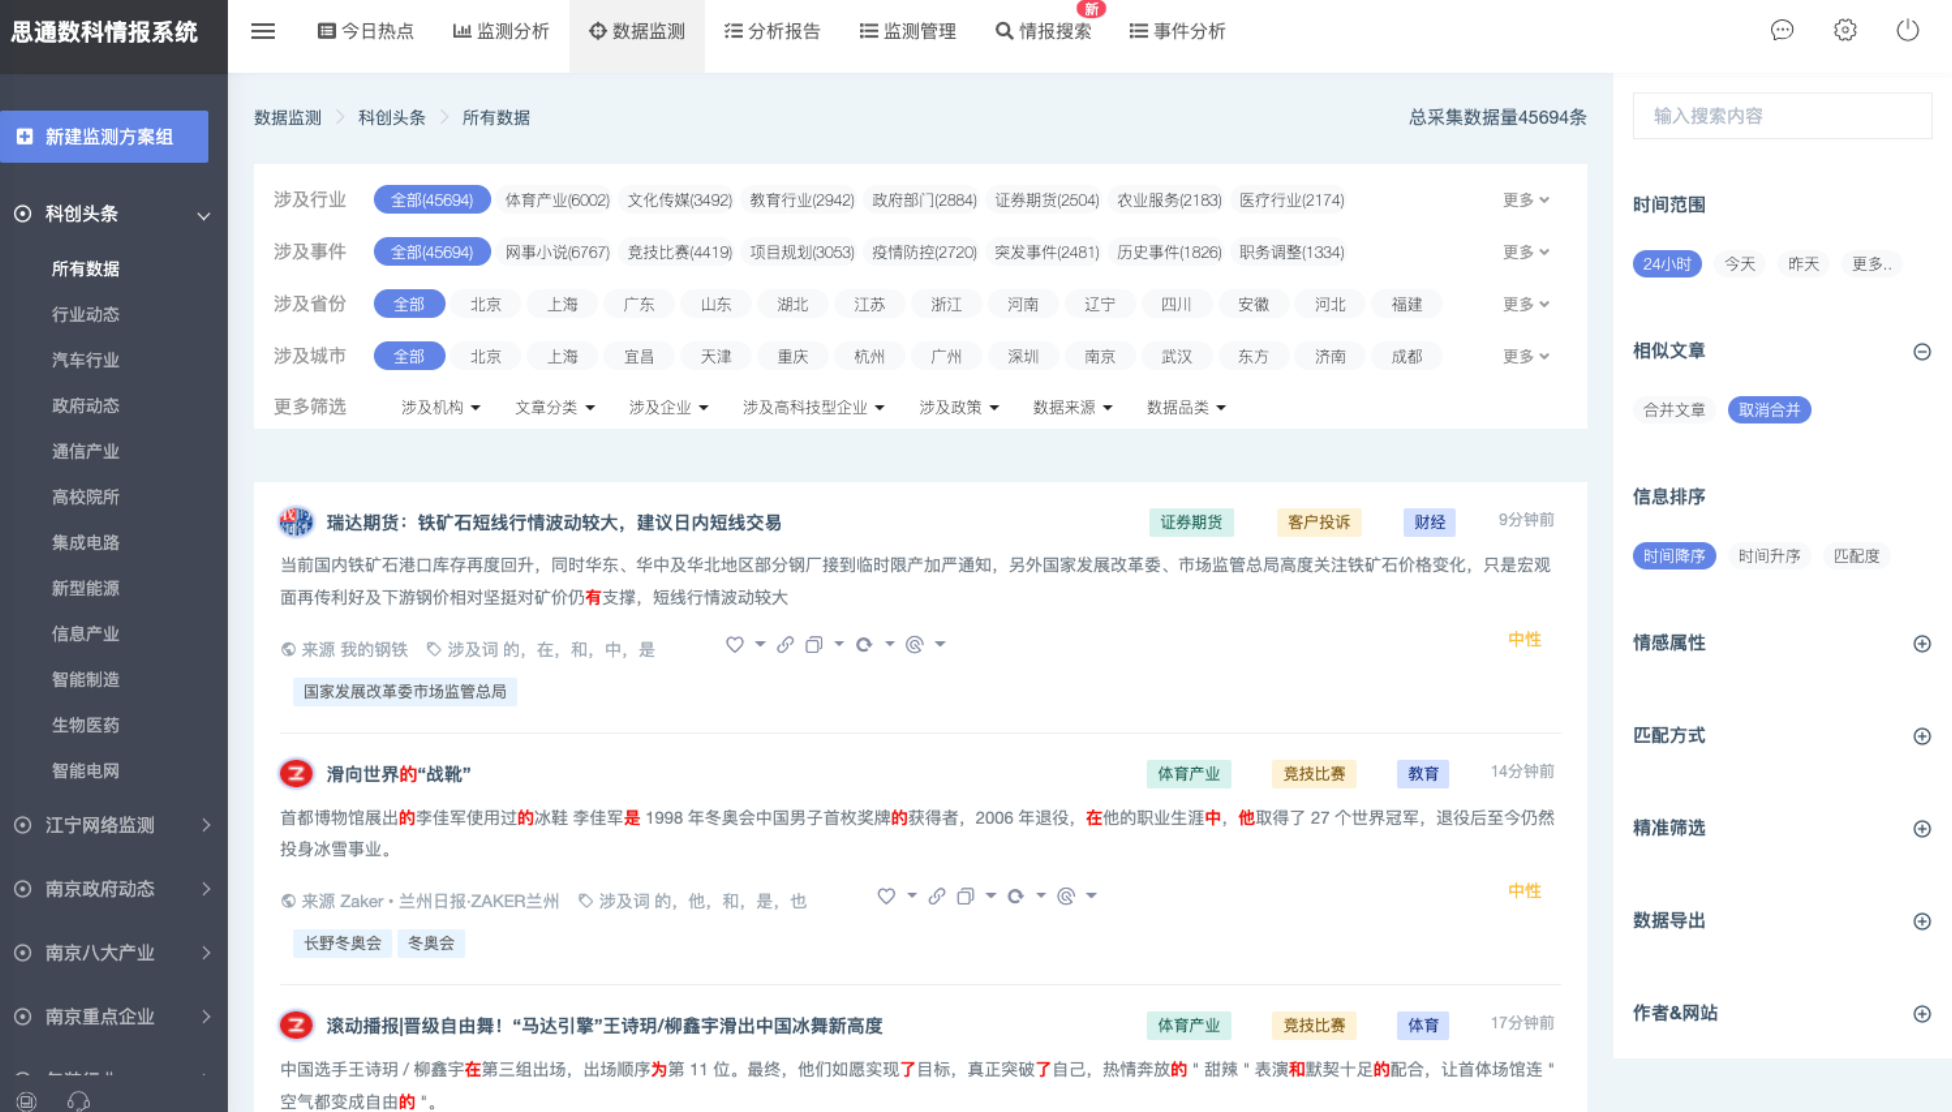 思通数科情报系统
今日热点 监测分析 数据监测 分析报告 监测管理 情报搜索 新 事件分析
新建监测方案组
科创头条
所有数据
行业动态
汽车行业
政府动态
通信产业
高校院所
集成电路
新型能源
信息产业
智能制造
生物医药
智能电网
江宁网络监测
南京政府动态
南京八大产业
南京重点企业
数据监测 科创头条 所有数据
总采集数据量45694条
涉及行业 全部(45694) 体育产业(6002) 文化传媒(3492) 教育行业(2942) 政府部门(2884) 证券期货(2504) 农业服务(2183) 医疗行业(2174) 更多
涉及事件 全部(45694) 网事小说(6767) 竞技比赛(4419) 项目规划(3053) 疫情防控(2720) 突发事件(2481) 历史事件(1826) 职务调整(1334) 更多
涉及省份 全部 北京 上海 广东 山东 湖北 江苏 浙江 河南 辽宁 四川 安徽 河北 福建 更多
涉及城市 全部 北京 上海 宜昌 天津 重庆 杭州 广州 深圳 南京 武汉 东方 济南 成都 更多
更多筛选 涉及机构 文章分类 涉及企业 涉及高科技型企业 涉及政策 数据来源 数据品类
瑞达期货：铁矿石短线行情波动较大，建议日内短线交易 证券期货 客户投诉 财经 9分钟前
当前国内铁矿石港口库存再度回升，同时华东、华中及华北地区部分钢厂接到临时限产加严通知，另外国家发展改革委、市场监管总局高度关注铁矿石价格变化，只是宏观
面再传利好及下游钢价相对坚挺对矿价仍有支撑，短线行情波动较大
来源 我的钢铁 涉及词 的，在，和，中，是 中性
国家发展改革委市场监管总局
滑向世界的“战靴” 体育产业 竞技比赛 教育 14分钟前
首都博物馆展出的李佳军使用过的冰鞋 李佳军是 1998 年冬奥会中国男子首枚奖牌的获得者，2006 年退役，在他的职业生涯中，他取得了 27 个世界冠军，退役后至今仍然
投身冰雪事业。
来源 Zaker • 兰州日报·ZAKER兰州 涉及词 的，他，和，是，也 中性
长野冬奥会 冬奥会
滚动播报|晋级自由舞！“马达引擎”王诗玥/柳鑫宇滑出中国冰舞新高度 体育产业 竞技比赛 体育 17分钟前
中国选手王诗玥 / 柳鑫宇在第三组出场，出场顺序为第 11 位。最终，他们如愿实现了目标，真正突破了自己，热情奔放的 " 甜辣 " 表演和默契十足的配合，让首体场馆连 "
空气都变成自由的 "。
输入搜索内容
时间范围
24小时 今天 昨天 更多..
相似文章
合并文章 取消合并
信息排序
时间降序 时间升序 匹配度
情感属性
匹配方式
精准筛选
数据导出
作者&网站